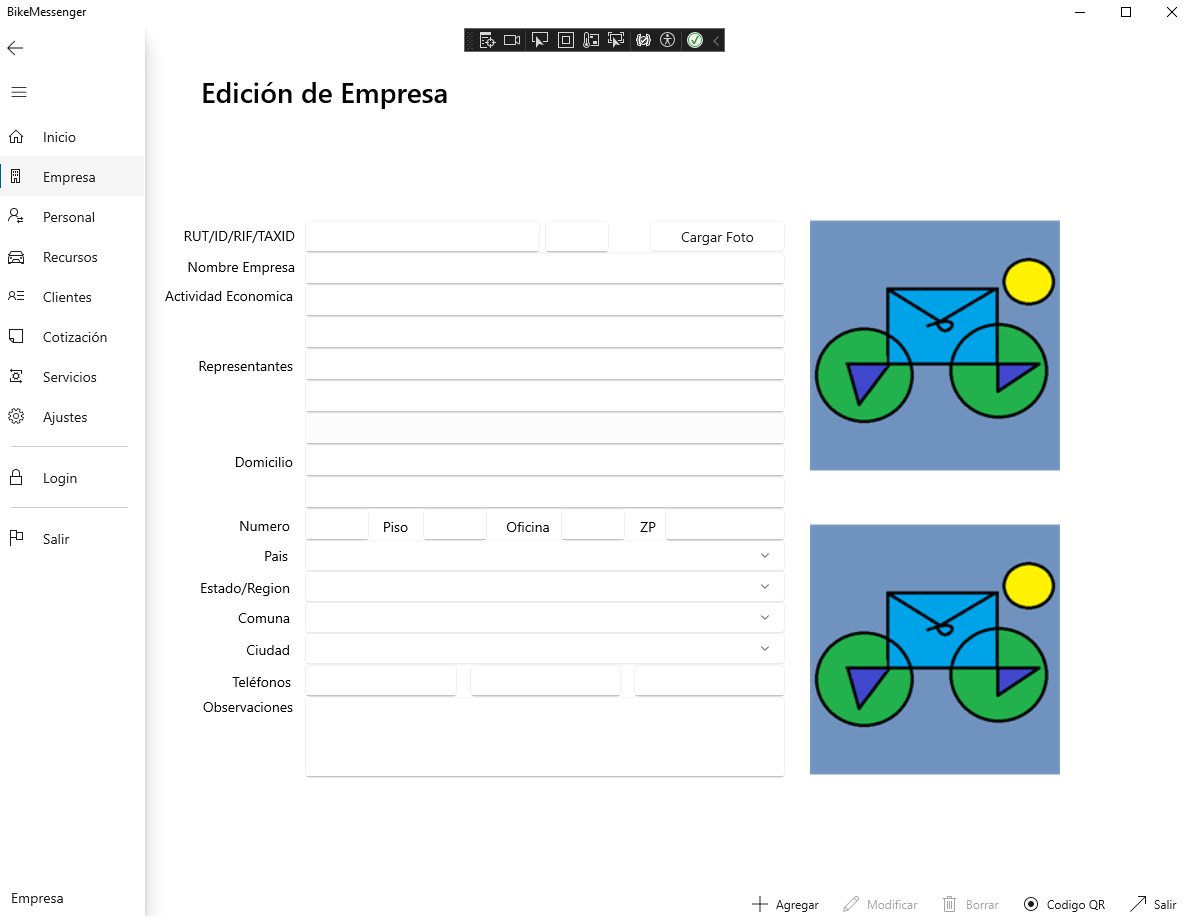 BikeMessenger
Edición de Empresa
Inicio
Empresa
Personal
Recursos
Clientes
Cotización
Servicios
Ajustes
Login
Salir
Empresa
RUT/ID/RIF/TAXID
Cargar Foto
Nombre Empresa
Actividad Economica
Representantes
Domicilio
Numero Piso Oficina ZP
Pais
Estado/Region
Comuna
Ciudad
Teléfonos
Observaciones
Agregar Modificar Borrar Codigo QR Salir